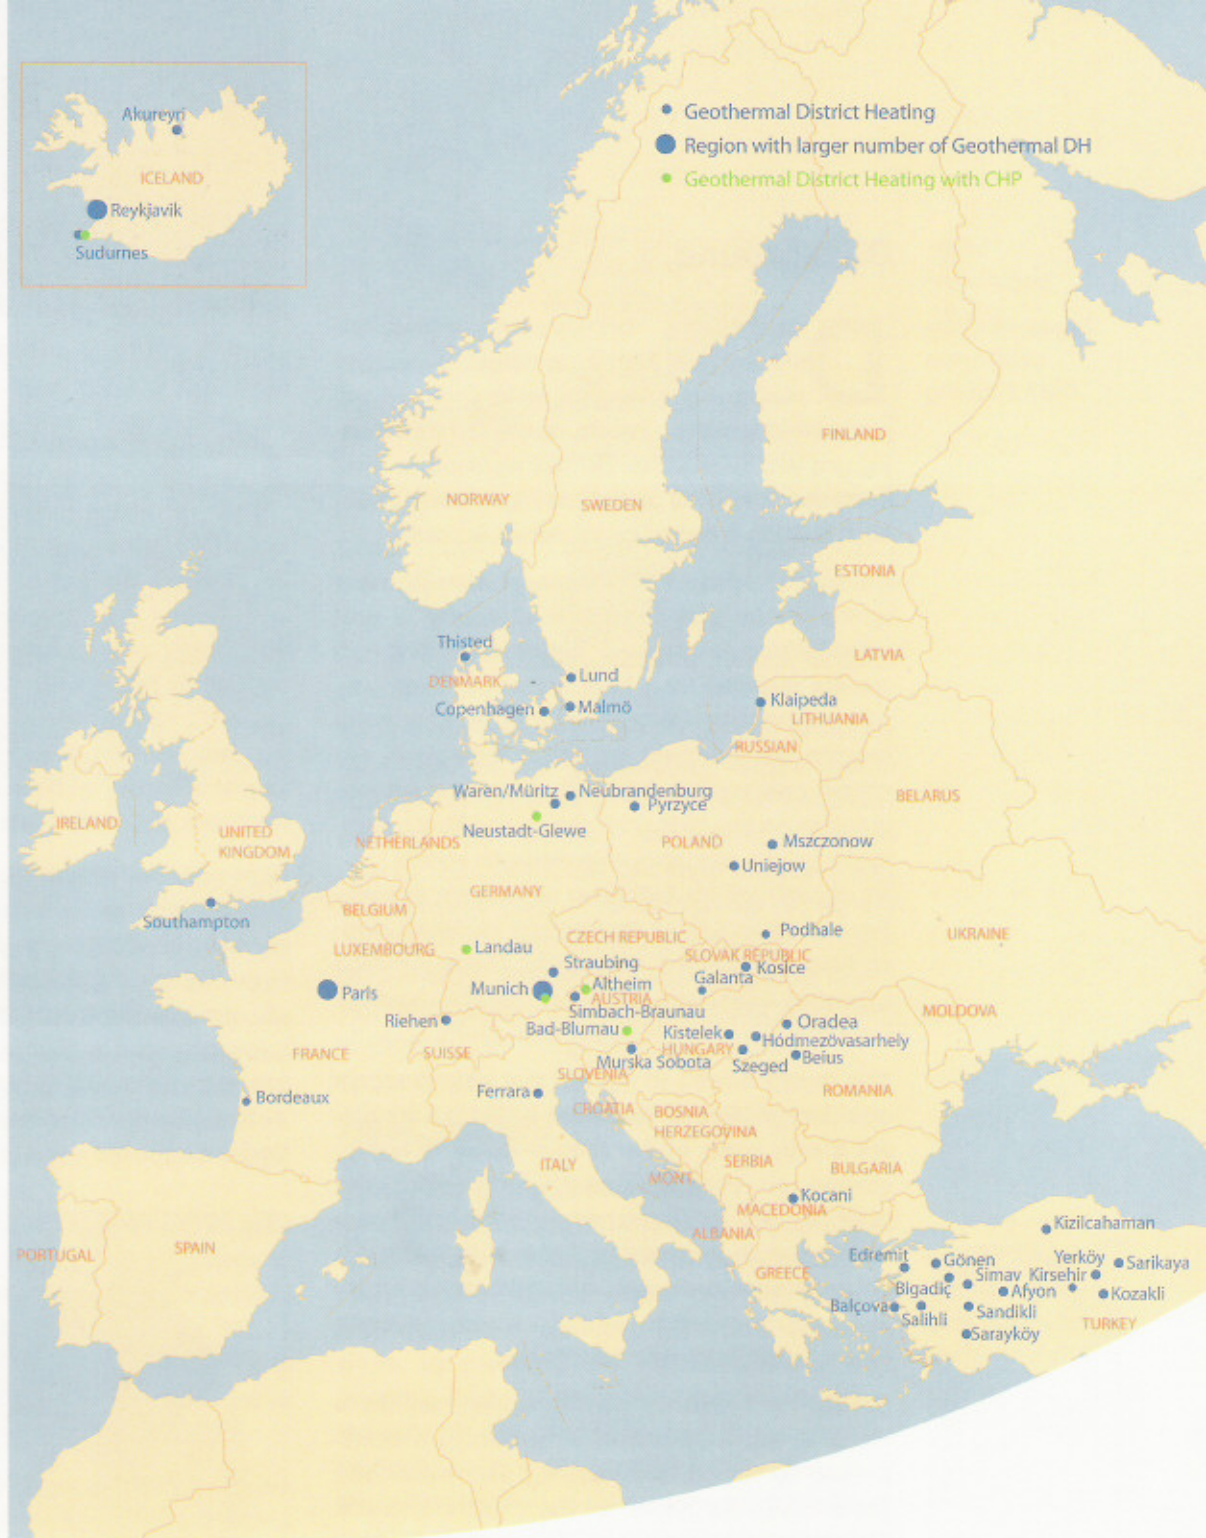 Geothermal District Heating
Region with larger number of Geothermal DH
Geothermal District Heating with CHP
Akureyri
ICELAND
Reykjavik
Sudurnes
FINLAND
NORWAY
SWEDEN
ESTONIA
Thisted
LATVIA
DENMARK
Lund
Copenhagen
Malmö
Klaipeda
LITHUANIA
RUSSIAN
Waren/Müritz
Neubrandenburg
Pyrzyce
BELARUS
IRELAND
UNITED
KINGDOM
Neustadt-Glewe
NETHERLANDS
POLAND
Mszczonow
Uniejow
GERMANY
BELGIUM
Southampton
Podhale
UKRAINE
CZECH REPUBLIC
LUXEMBOURG
Landau
SLOVAK REPUBLIC
Straubing
Kosice
Galanta
Munich
Altheim
Paris
AUSTRIA
Simbach-Braunau
MOLDOVA
Riehen
Bad-Blumau
Oradea
Kistelek
Hódmezövasarhely
FRANCE
SUISSE
HUNGARY
Beius
Murska Sobota
Szeged
SLOVENIA
Ferrara
ROMANIA
Bordeaux
CROATIA
BOSNIA
HERZEGOVINA
ITALY
SERBIA
BULGARIA
MONT.
Kocani
MACEDONIA
Kizilcahaman
ALBANIA
PORTUGAL
SPAIN
Edremit
Gönen
Yerköy
Sarikaya
GREECE
Simav
Kirsehir
Bigadiç
Afyon
Kozakli
Balçova
Salihli
Sandikli
TURKEY
Sarayköy